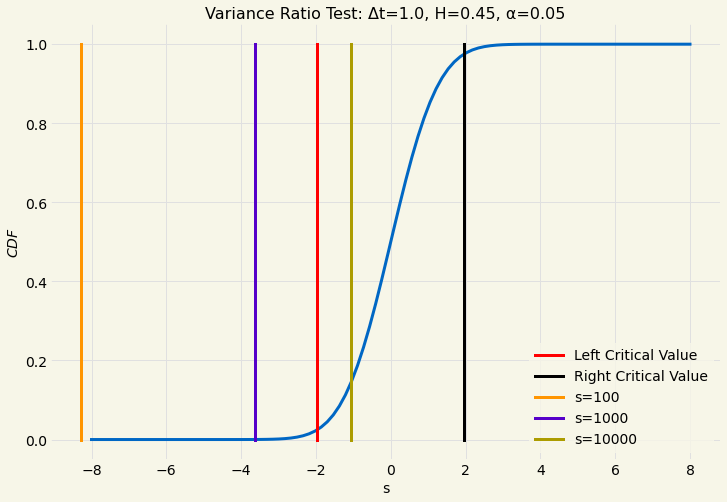 Variance Ratio Test: Δt=1.0, H=0.45, α=0.05
1.0
0.8
0.6
0.4
0.2
0.0
CDF
−8
−6
−4
−2
0
2
4
6
8
s
Left Critical Value
Right Critical Value
s=100
s=1000
s=10000